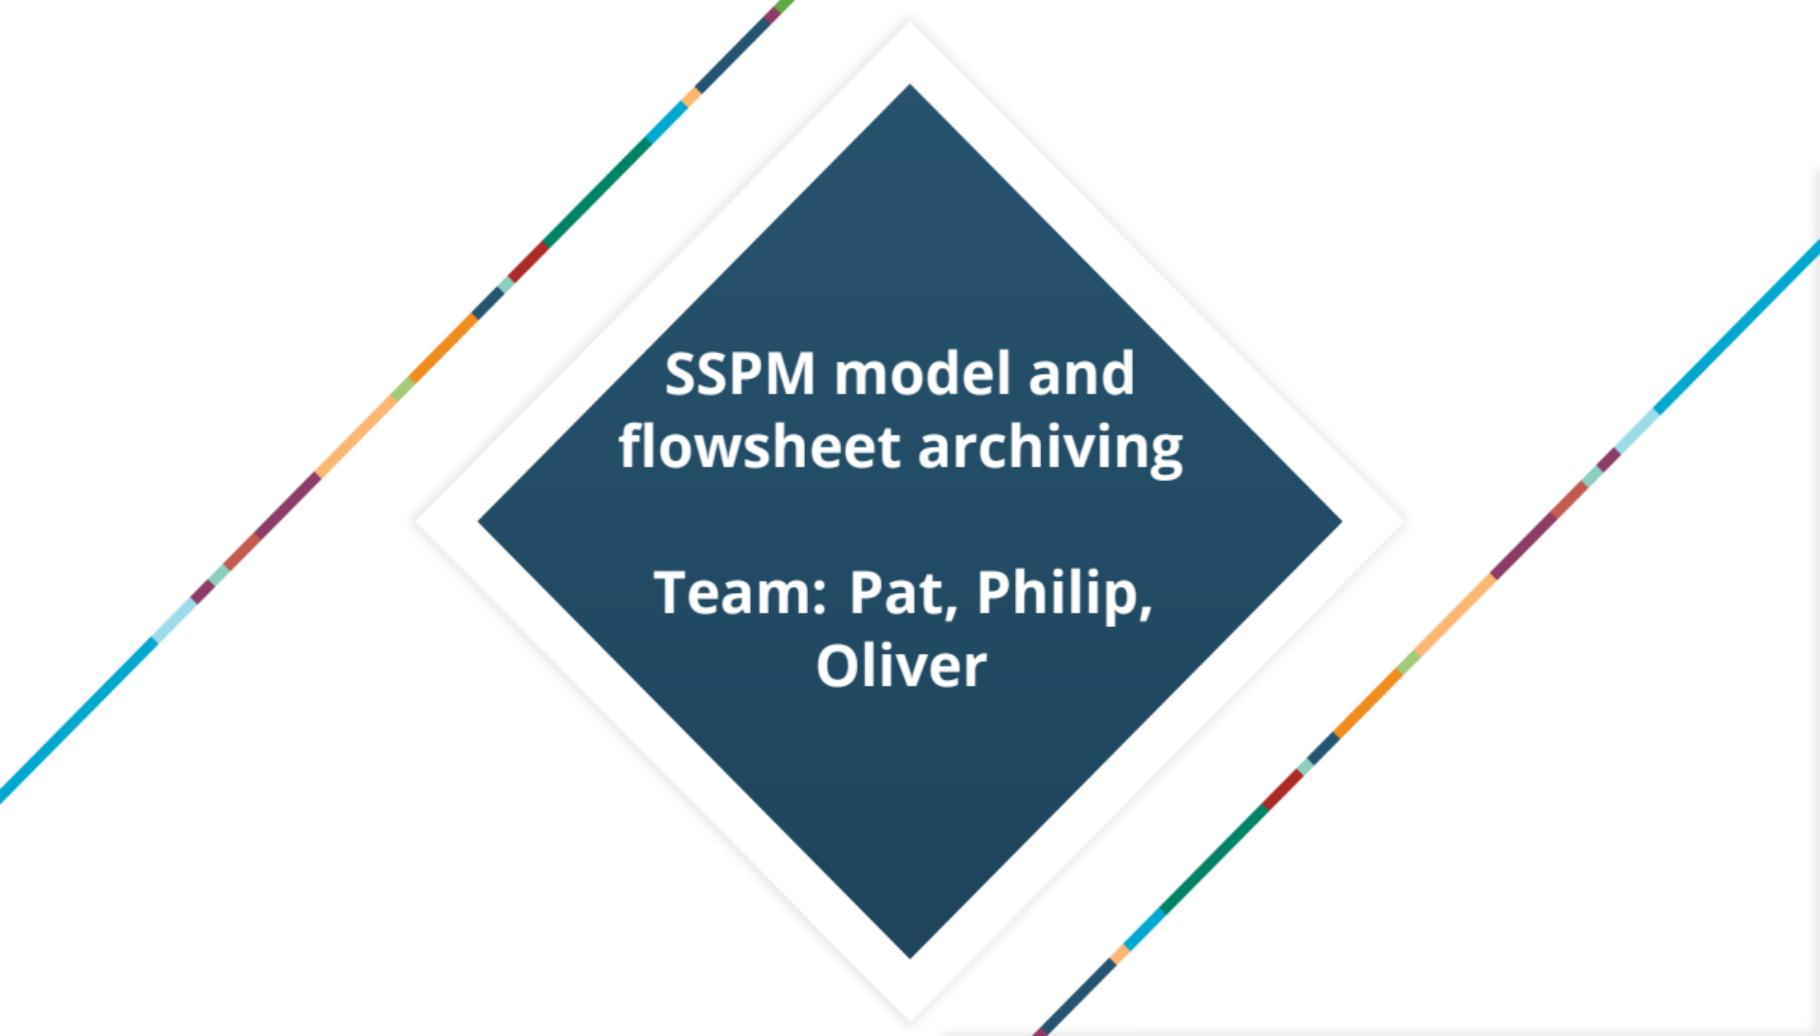 SSPM model and
flowsheet archiving
Team: Pat, Philip,
Oliver